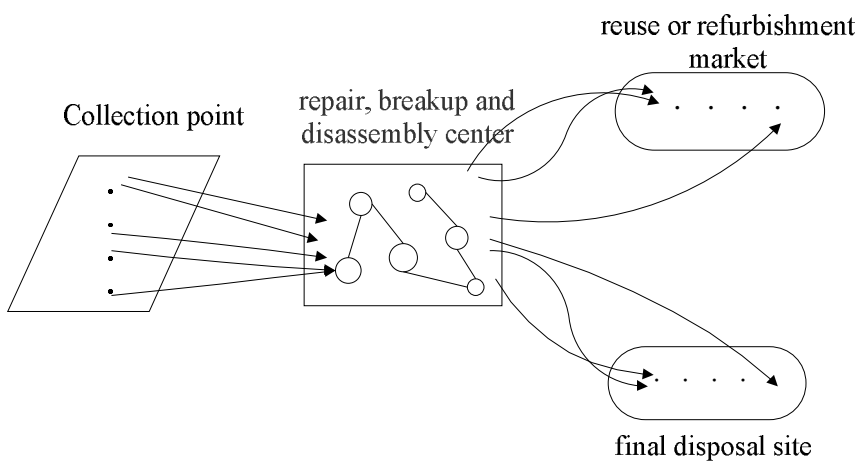 reuse or refurbishment
market
Collection point
repair, breakup and
disassembly center
final disposal site